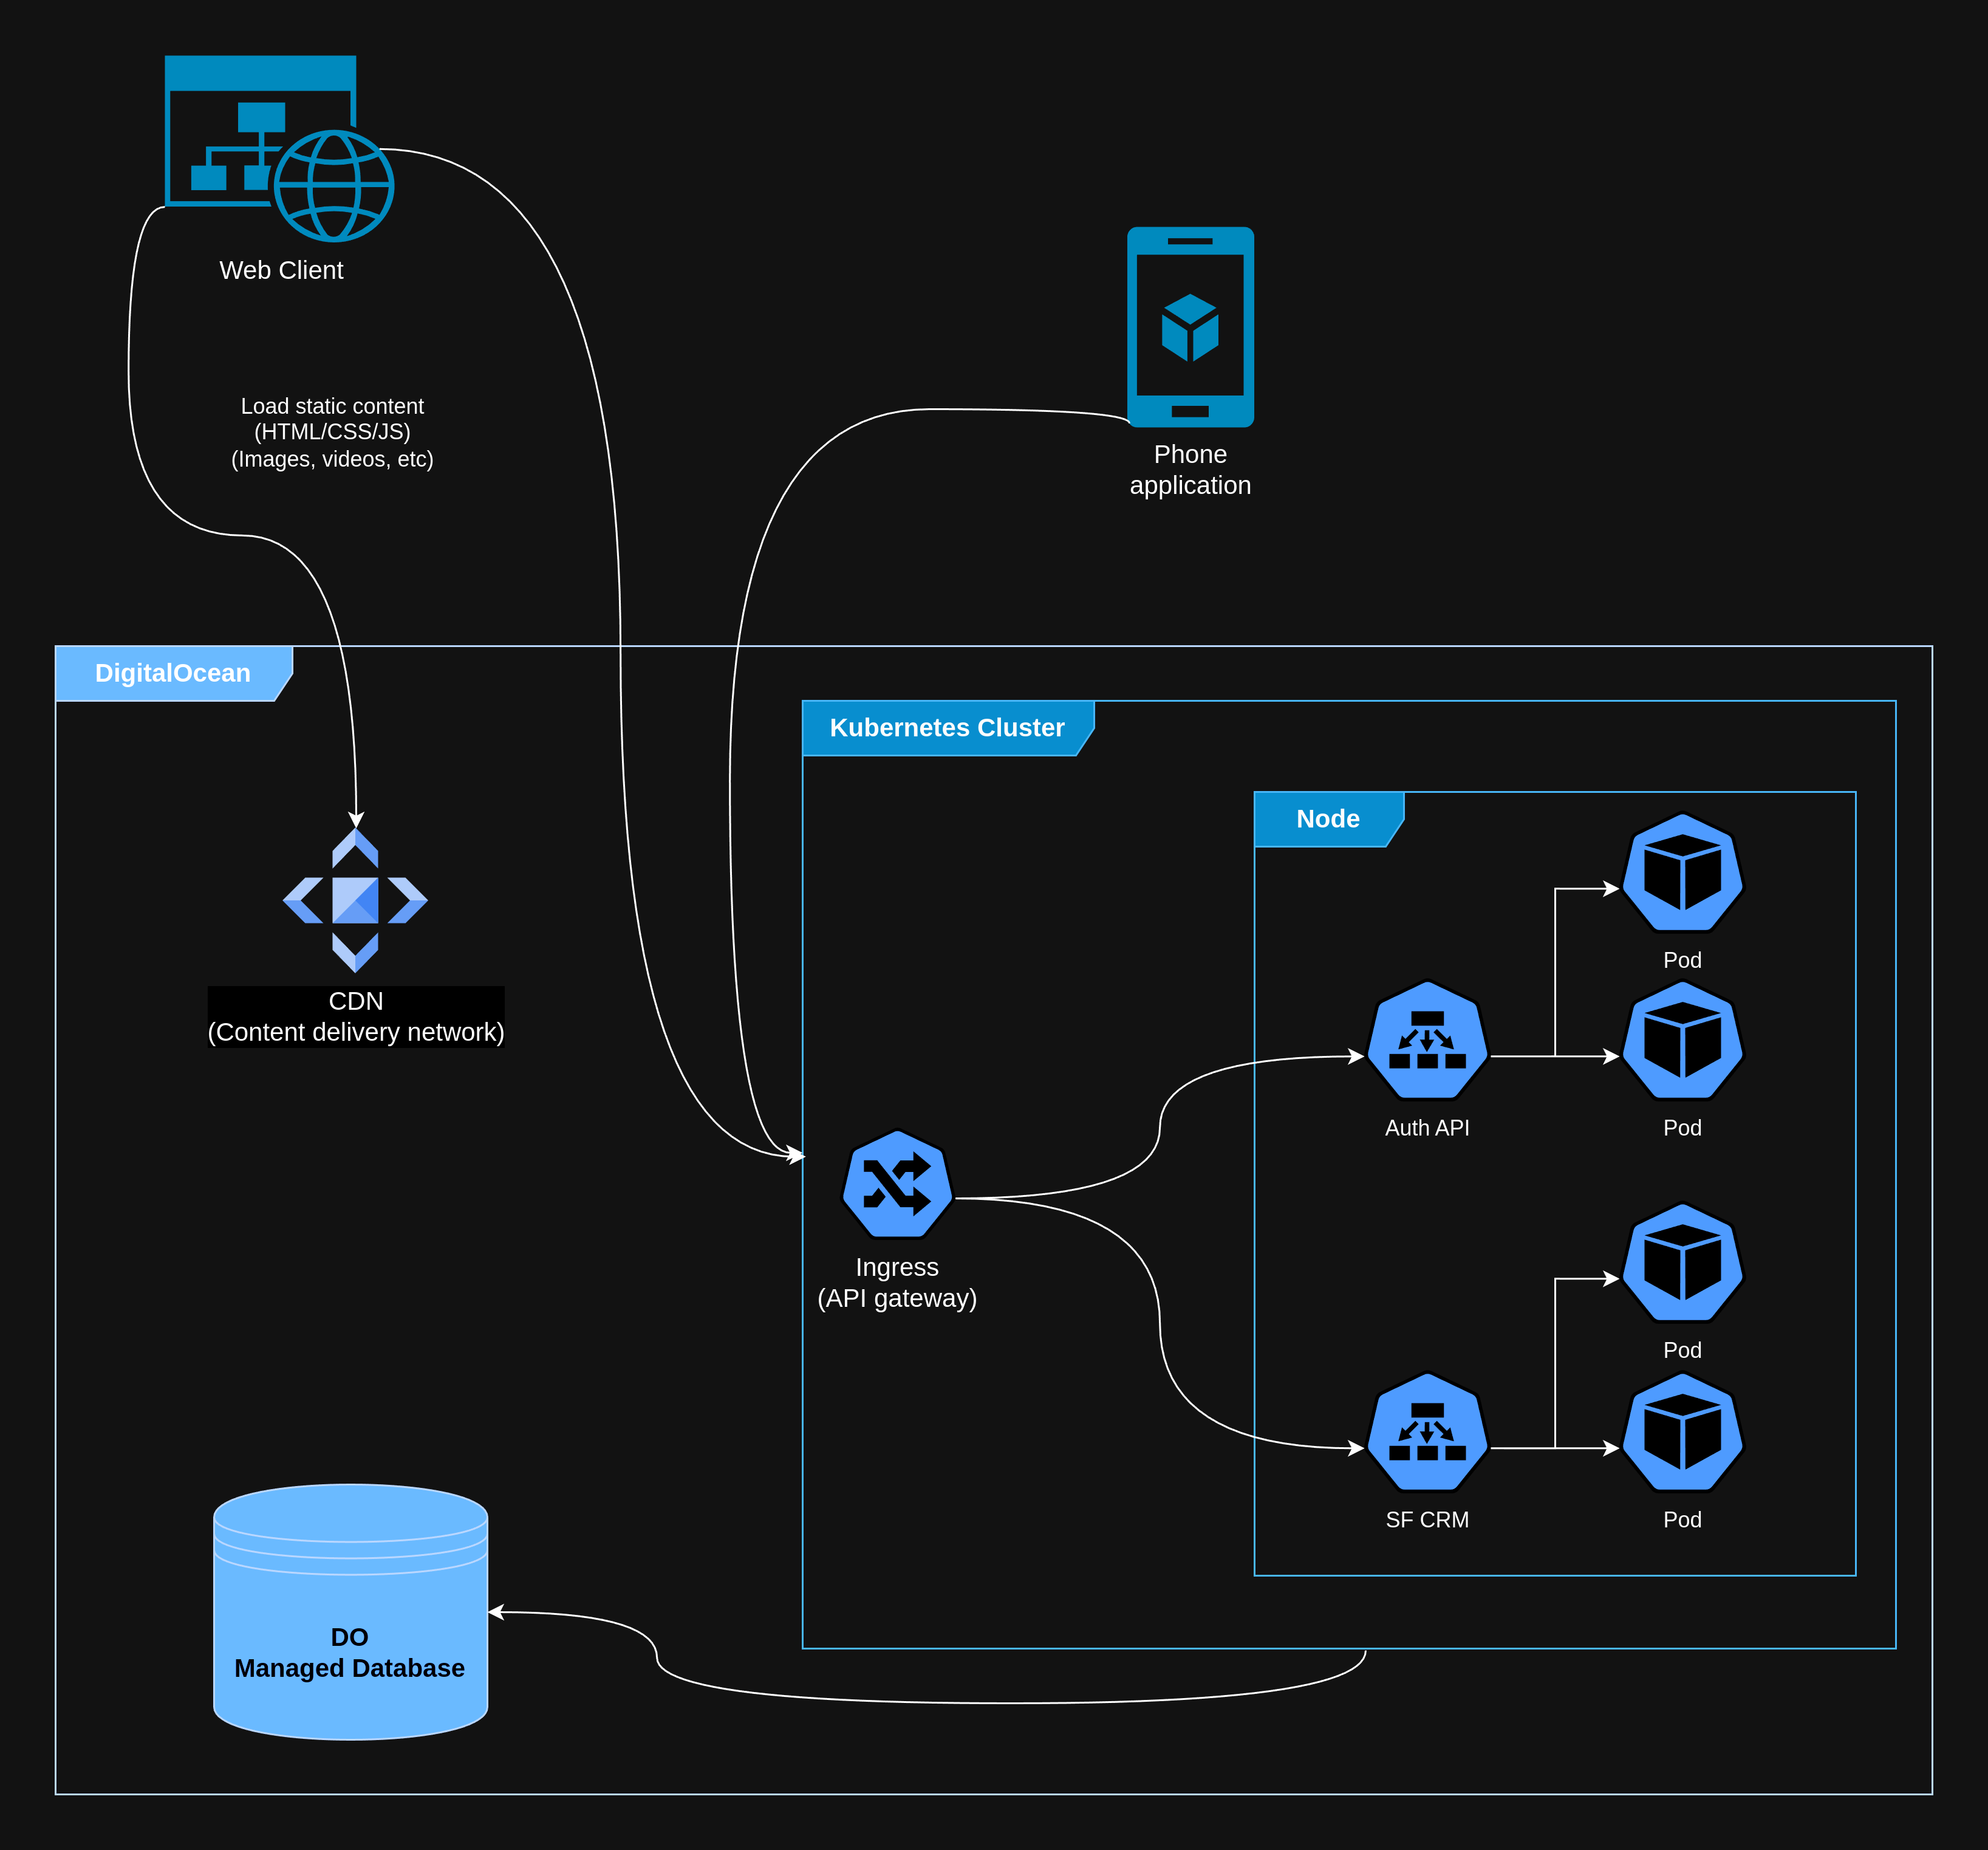 Web Client
Load static content
(HTML/CSS/JS)
(Images, videos, etc)
Phone
application
DigitalOcean
Kubernetes Cluster
Node
Pod
CDN
(Content delivery network)
Auth API
Pod
Ingress
(API gateway)
Pod
SF CRM
Pod
DO
Managed Database